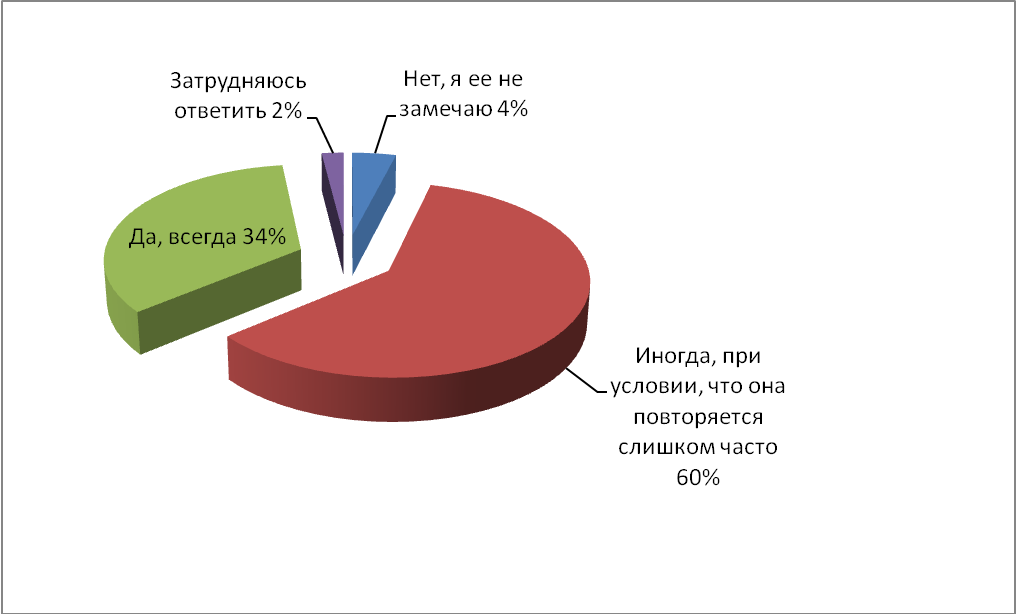 Затрудняюсь
ответить 2%
Нет, я ее не
замечаю 4%
Да, всегда 34%
Иногда, при
условии, что она
повторяется
слишком часто
60%